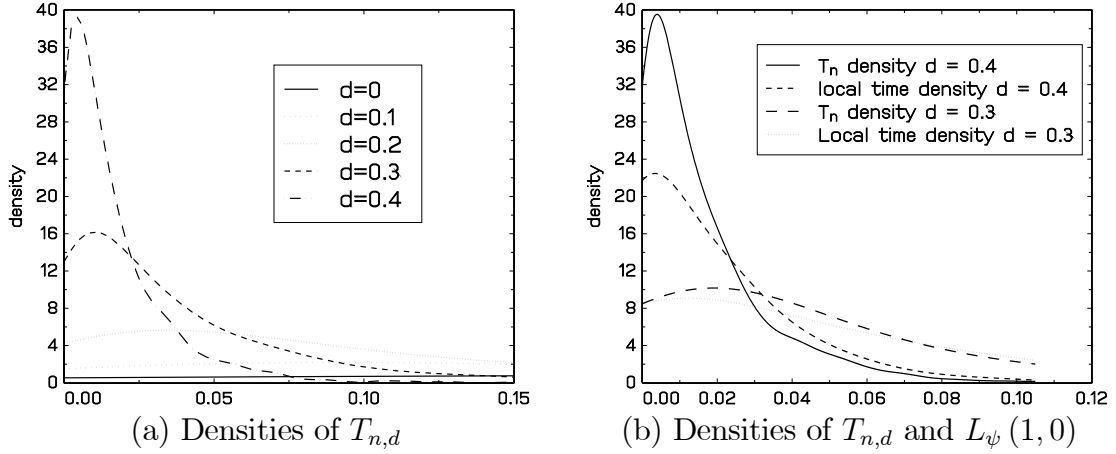 40
36
32
28
24
20
16
12
8
4
0
density
d=0
d=0.1
d=0.2
d=0.3
d=0.4
0.00 0.05 0.10 0.15
(a) Densities of T_{n,d}
40
36
32
28
24
20
16
12
8
4
0
density
T_n density d = 0.4
local time density d = 0.4
T_n density d = 0.3
Local time density d = 0.3
0.00 0.02 0.04 0.06 0.08 0.10 0.12
(b) Densities of T_{n,d} and L_ψ (1, 0)